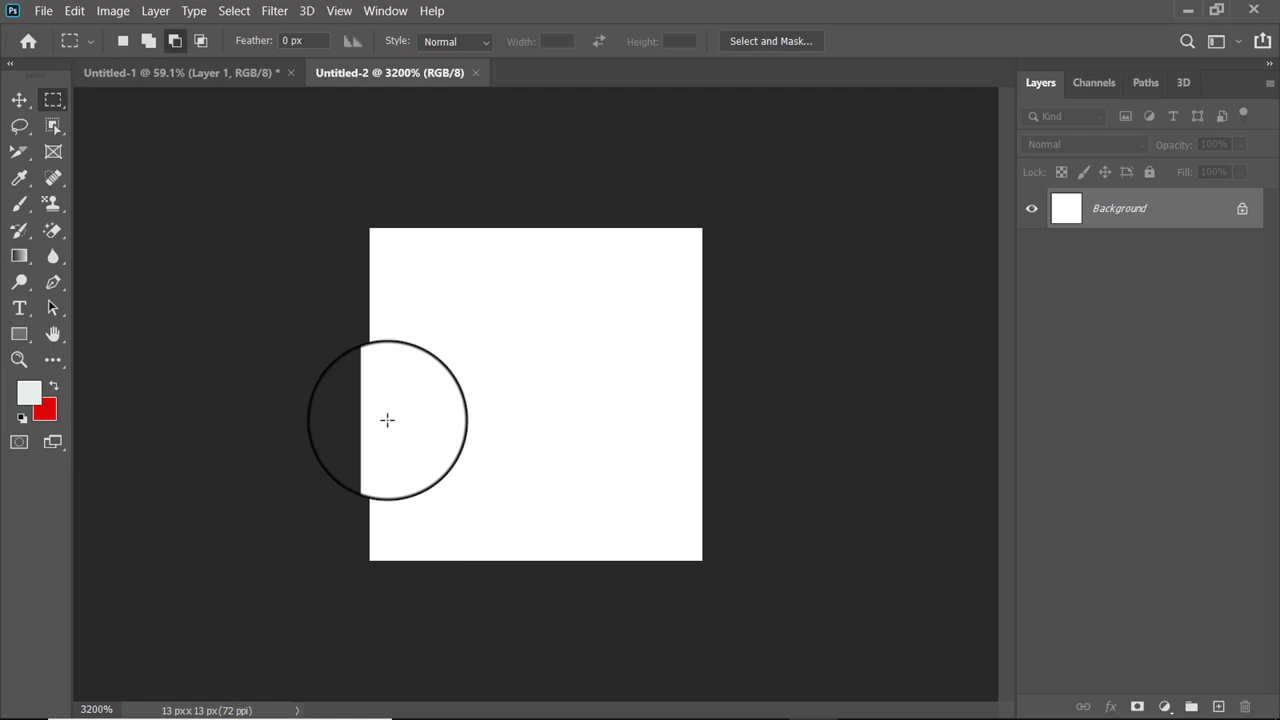 Ps File Edit Image Layer Type Select Filter 3D View Window Help
Feather: 0 px Style: Normal Width: Height: Select and Mask...
Untitled-1 @ 59.1% (Layer 1, RGB/8) * × Untitled-2 @ 3200% (RGB/8) ×
Layers Channels Paths 3D
Kind
Normal Opacity: 100%
Lock: Fill: 100%
Background
3200% 13 px x 13 px (72 ppi)